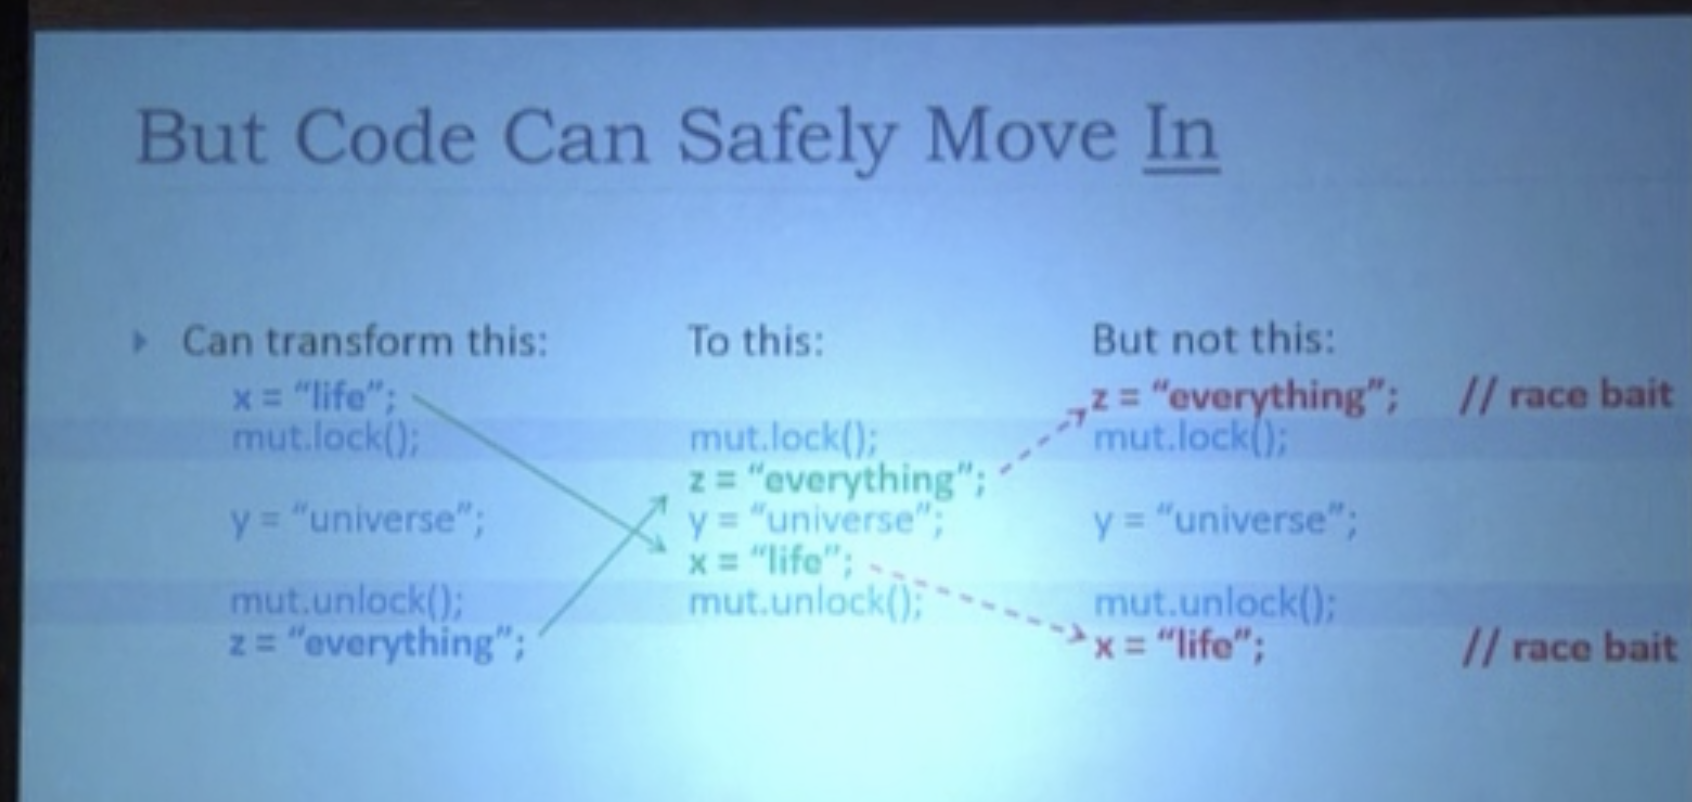 But Code Can Safely Move In
Can transform this:
x = “life”;
mut.lock();
y = “universe”;
mut.unlock();
z = “everything”;
To this:
mut.lock();
z = “everything”;
y = “universe”;
x = “life”;
mut.unlock();
But not this:
z = “everything”; // race bait
mut.lock();
y = “universe”;
mut.unlock();
x = “life”; // race bait